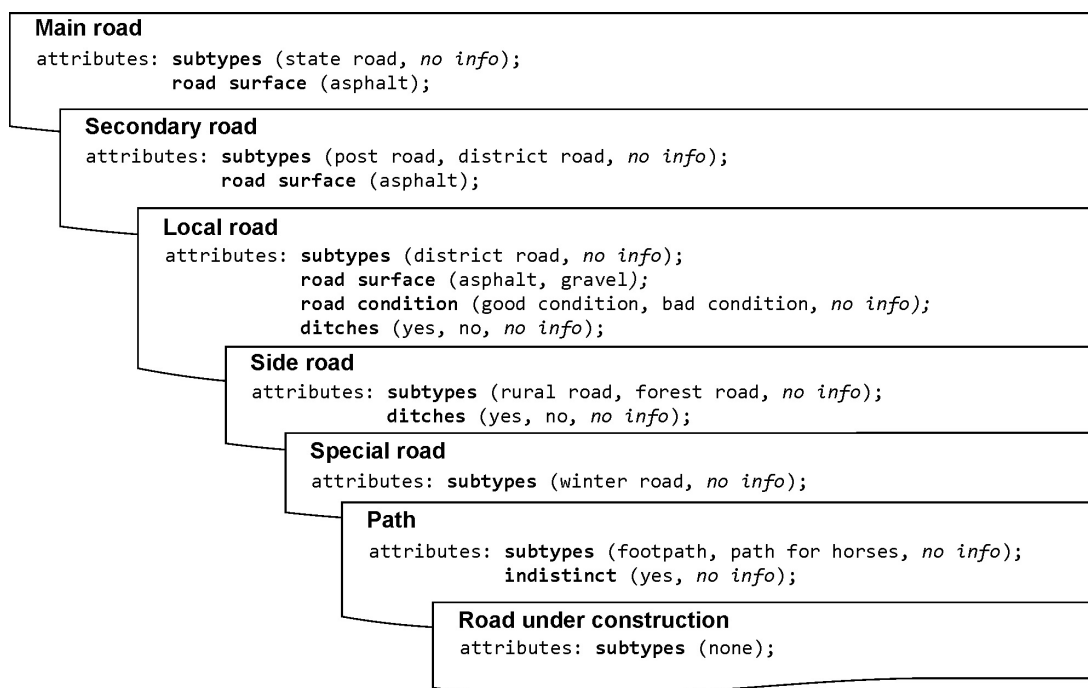 Main road
attributes: subtypes (state road, no info);
road surface (asphalt);
Secondary road
attributes: subtypes (post road, district road, no info);
road surface (asphalt);
Local road
attributes: subtypes (district road, no info);
road surface (asphalt, gravel);
road condition (good condition, bad condition, no info);
ditches (yes, no, no info);
Side road
attributes: subtypes (rural road, forest road, no info);
ditches (yes, no, no info);
Special road
attributes: subtypes (winter road, no info);
Path
attributes: subtypes (footpath, path for horses, no info);
indistinct (yes, no info);
Road under construction
attributes: subtypes (none);